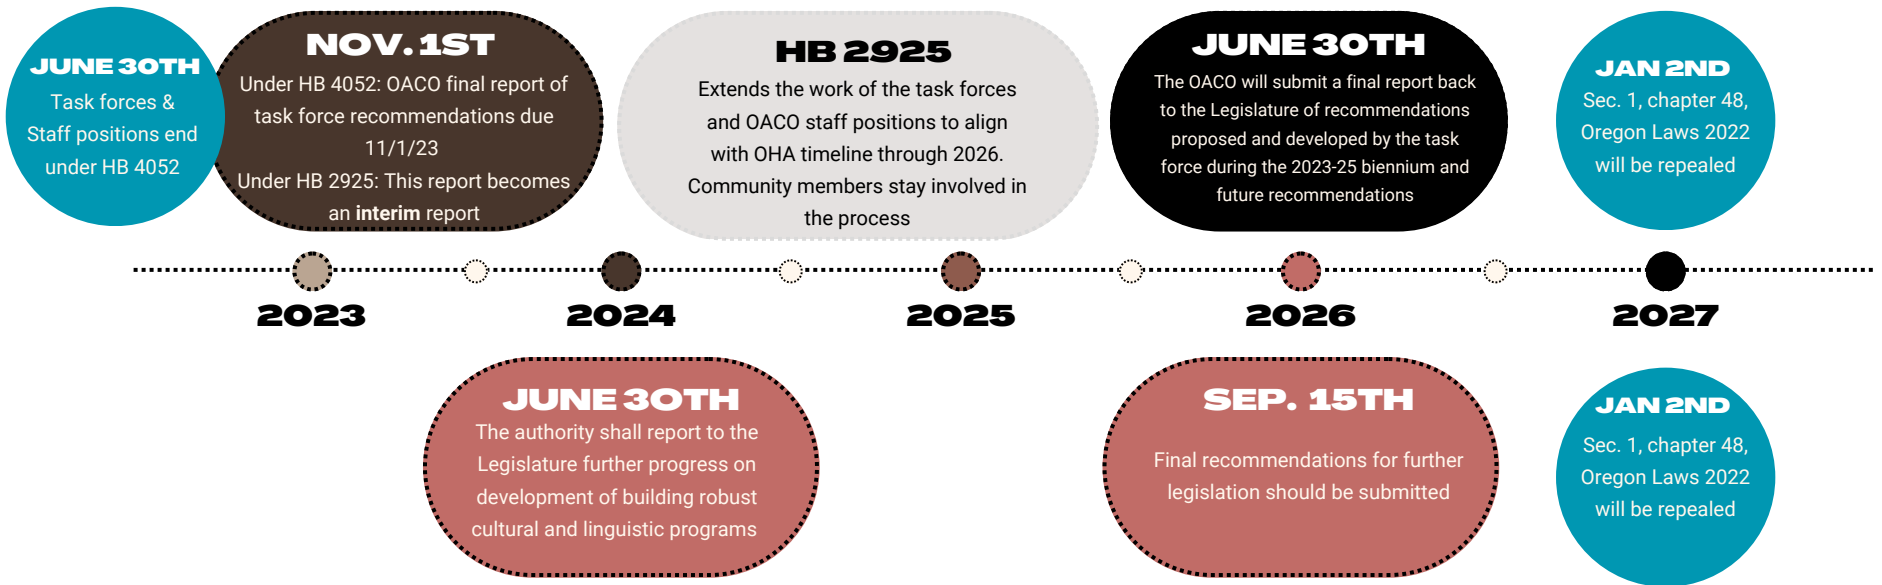 JUNE 30TH
Task forces &
Staff positions end
under HB 4052
NOV. 1ST
Under HB 4052: OACO final report of
task force recommendations due
11/1/23
Under HB 2925: This report becomes
an interim report
HB 2925
Extends the work of the task forces
and OACO staff positions to align
with OHA timeline through 2026.
Community members stay involved in
the process
JUNE 30TH
The OACO will submit a final report back
to the Legislature of recommendations
proposed and developed by the task
force during the 2023-25 biennium and
future recommendations
JAN 2ND
Sec. 1, chapter 48,
Oregon Laws 2022
will be repealed
2023
2024
2025
2026
2027
JUNE 30TH
The authority shall report to the
Legislature further progress on
development of building robust
cultural and linguistic programs
SEP. 15TH
Final recommendations for further
legislation should be submitted
JAN 2ND
Sec. 1, chapter 48,
Oregon Laws 2022
will be repealed